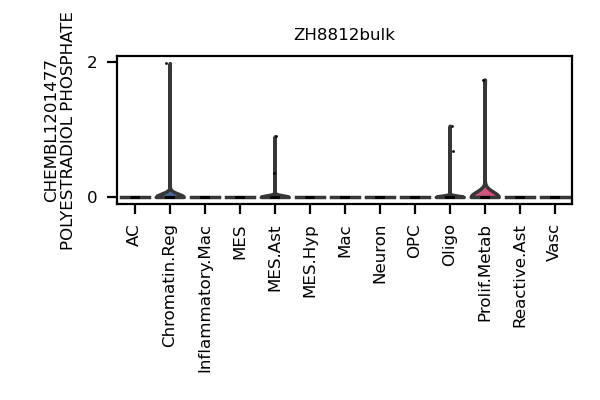 ZH8812bulk
CHEMBL1201477
POLYESTRADIOL PHOSPHATE
2
0
AC
Chromatin.Reg
Inflammatory.Mac
MES
MES.Ast
MES.Hyp
Mac
Neuron
OPC
Oligo
Prolif.Metab
Reactive.Ast
Vasc